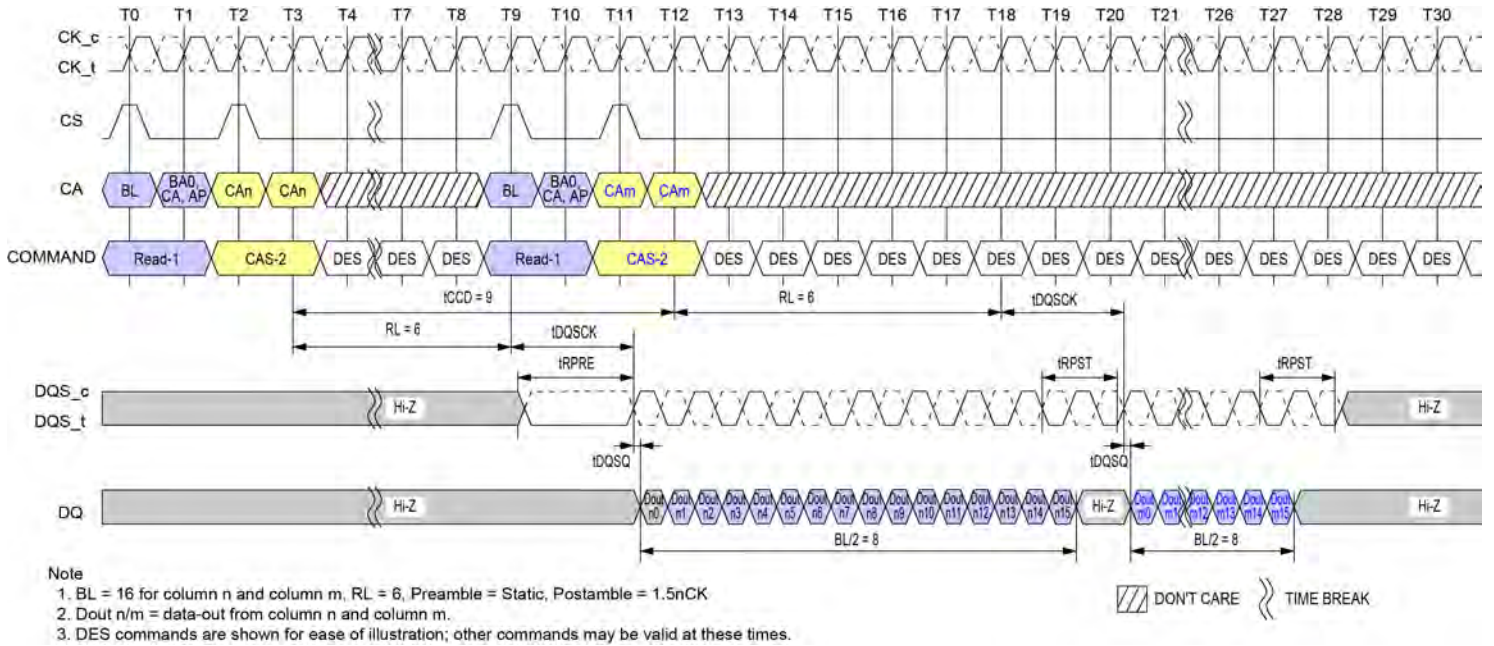 T0 T1 T2 T3 T4 T7 T8 T9 T10 T11 T12 T13 T14 T15 T16 T17 T18 T19 T20 T21 T26 T27 T28 T29 T30
CK_c
CK_t
CS
CA BL BA0, CA, AP CAn CAn BL BA0, CA, AP CAm CAm
COMMAND Read-1 CAS-2 DES DES DES Read-1 CAS-2 DES DES DES DES DES DES DES DES DES DES DES DES DES DES
tCCD = 9 RL = 6 tDQSCK
RL = 6 tDQSCK
tRPRE tRPST tRPST
DQS_c
DQS_t Hi-Z Hi-Z
tDQSQ tDQSQ
DQ Hi-Z Dout n0 Dout n1 Dout n2 Dout n3 Dout n4 Dout n5 Dout n6 Dout n7 Dout n8 Dout n9 Dout n10 Dout n11 Dout n12 Dout n13 Dout n14 Dout n15 Hi-Z Dout m0 Dout m1 Dout m12 Dout m13 Dout m14 Dout m15 Hi-Z
BL/2 = 8 BL/2 = 8
Note
1. BL = 16 for column n and column m, RL = 6, Preamble = Static, Postamble = 1.5nCK
2. Dout n/m = data-out from column n and column m.
3. DES commands are shown for ease of illustration; other commands may be valid at these times.
DON'T CARE TIME BREAK